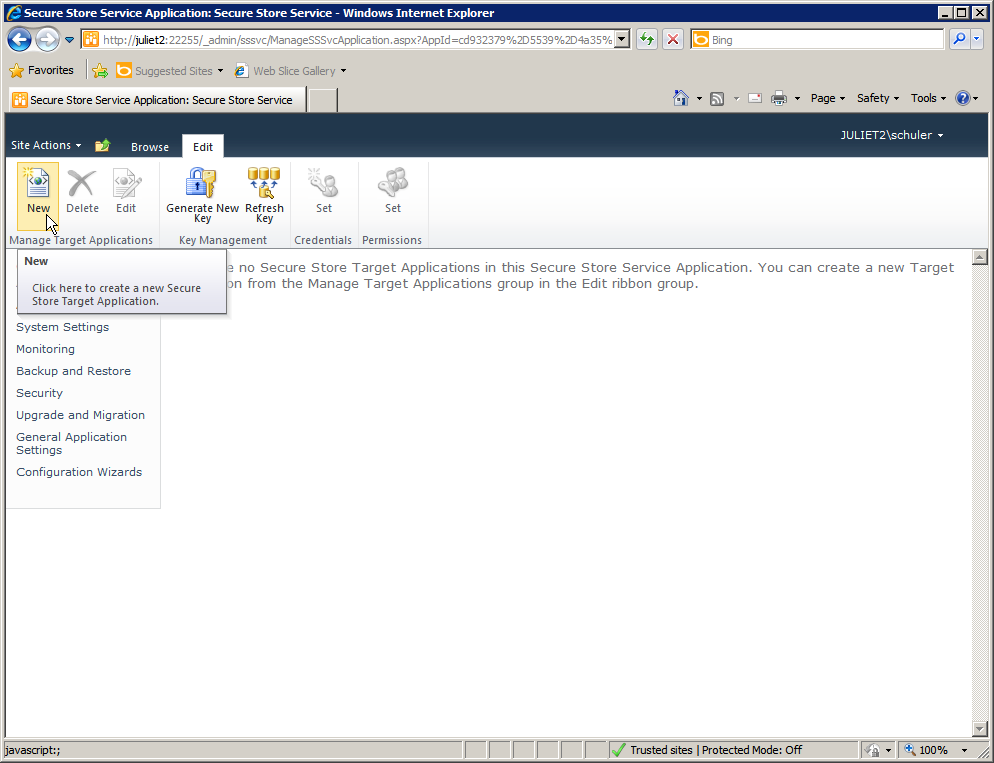 Secure Store Service Application: Secure Store Service - Windows Internet Explorer
http://juliet2:22255/_admin/sssvc/ManageSSSvcApplication.aspx?AppId=cd932379%2D5539%2D4a35%
Bing
Favorites
Suggested Sites
Web Slice Gallery
Secure Store Service Application: Secure Store Service
Page
Safety
Tools
Site Actions
Browse
Edit
JULIET2\schuler
New
Delete
Edit
Generate New Key
Refresh Key
Set
Set
Manage Target Applications
Key Management
Credentials
Permissions
New
Click here to create a new Secure
Store Target Application.
e no Secure Store Target Applications in this Secure Store Service Application. You can create a new Target
on from the Manage Target Applications group in the Edit ribbon group.
System Settings
Monitoring
Backup and Restore
Security
Upgrade and Migration
General Application
Settings
Configuration Wizards
javascript:;
Trusted sites | Protected Mode: Off
100%